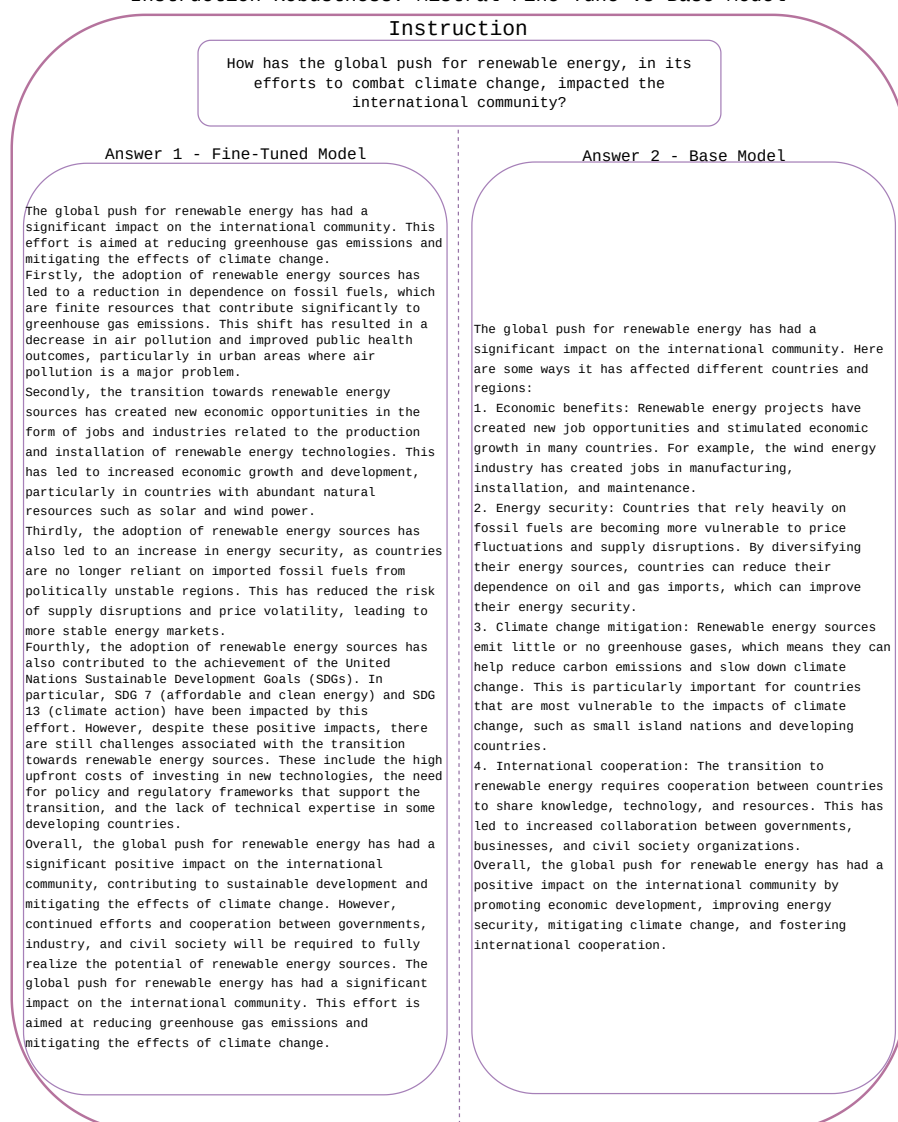 Instruction
How has the global push for renewable energy, in its
efforts to combat climate change, impacted the
international community?
Answer 1 - Fine-Tuned Model
The global push for renewable energy has had a
significant impact on the international community. This
effort is aimed at reducing greenhouse gas emissions and
mitigating the effects of climate change.
Firstly, the adoption of renewable energy sources has
led to a reduction in dependence on fossil fuels, which
are finite resources that contribute significantly to
greenhouse gas emissions. This shift has resulted in a
decrease in air pollution and improved public health
outcomes, particularly in urban areas where air
pollution is a major problem.
Secondly, the transition towards renewable energy
sources has created new economic opportunities in the
form of jobs and industries related to the production
and installation of renewable energy technologies. This
has led to increased economic growth and development,
particularly in countries with abundant natural
resources such as solar and wind power.
Thirdly, the adoption of renewable energy sources has
also led to an increase in energy security, as countries
are no longer reliant on imported fossil fuels from
politically unstable regions. This has reduced the risk
of supply disruptions and price volatility, leading to
more stable energy markets.
Fourthly, the adoption of renewable energy sources has
also contributed to the achievement of the United
Nations Sustainable Development Goals (SDGs). In
particular, SDG 7 (affordable and clean energy) and SDG
13 (climate action) have been impacted by this
effort. However, despite these positive impacts, there
are still challenges associated with the transition
towards renewable energy sources. These include the high
upfront costs of investing in new technologies, the need
for policy and regulatory frameworks that support the
transition, and the lack of technical expertise in some
developing countries.
Overall, the global push for renewable energy has had a
significant positive impact on the international
community, contributing to sustainable development and
mitigating the effects of climate change. However,
continued efforts and cooperation between governments,
industry, and civil society will be required to fully
realize the potential of renewable energy sources. The
global push for renewable energy has had a significant
impact on the international community. This effort is
aimed at reducing greenhouse gas emissions and
mitigating the effects of climate change.
Answer 2 - Base Model
The global push for renewable energy has had a
significant impact on the international community. Here
are some ways it has affected different countries and
regions:
1. Economic benefits: Renewable energy projects have
created new job opportunities and stimulated economic
growth in many countries. For example, the wind energy
industry has created jobs in manufacturing,
installation, and maintenance.
2. Energy security: Countries that rely heavily on
fossil fuels are becoming more vulnerable to price
fluctuations and supply disruptions. By diversifying
their energy sources, countries can reduce their
dependence on oil and gas imports, which can improve
their energy security.
3. Climate change mitigation: Renewable energy sources
emit little or no greenhouse gases, which means they can
help reduce carbon emissions and slow down climate
change. This is particularly important for countries
that are most vulnerable to the impacts of climate
change, such as small island nations and developing
countries.
4. International cooperation: The transition to
renewable energy requires cooperation between countries
to share knowledge, technology, and resources. This has
led to increased collaboration between governments,
businesses, and civil society organizations.
Overall, the global push for renewable energy has had a
positive impact on the international community by
promoting economic development, improving energy
security, mitigating climate change, and fostering
international cooperation.